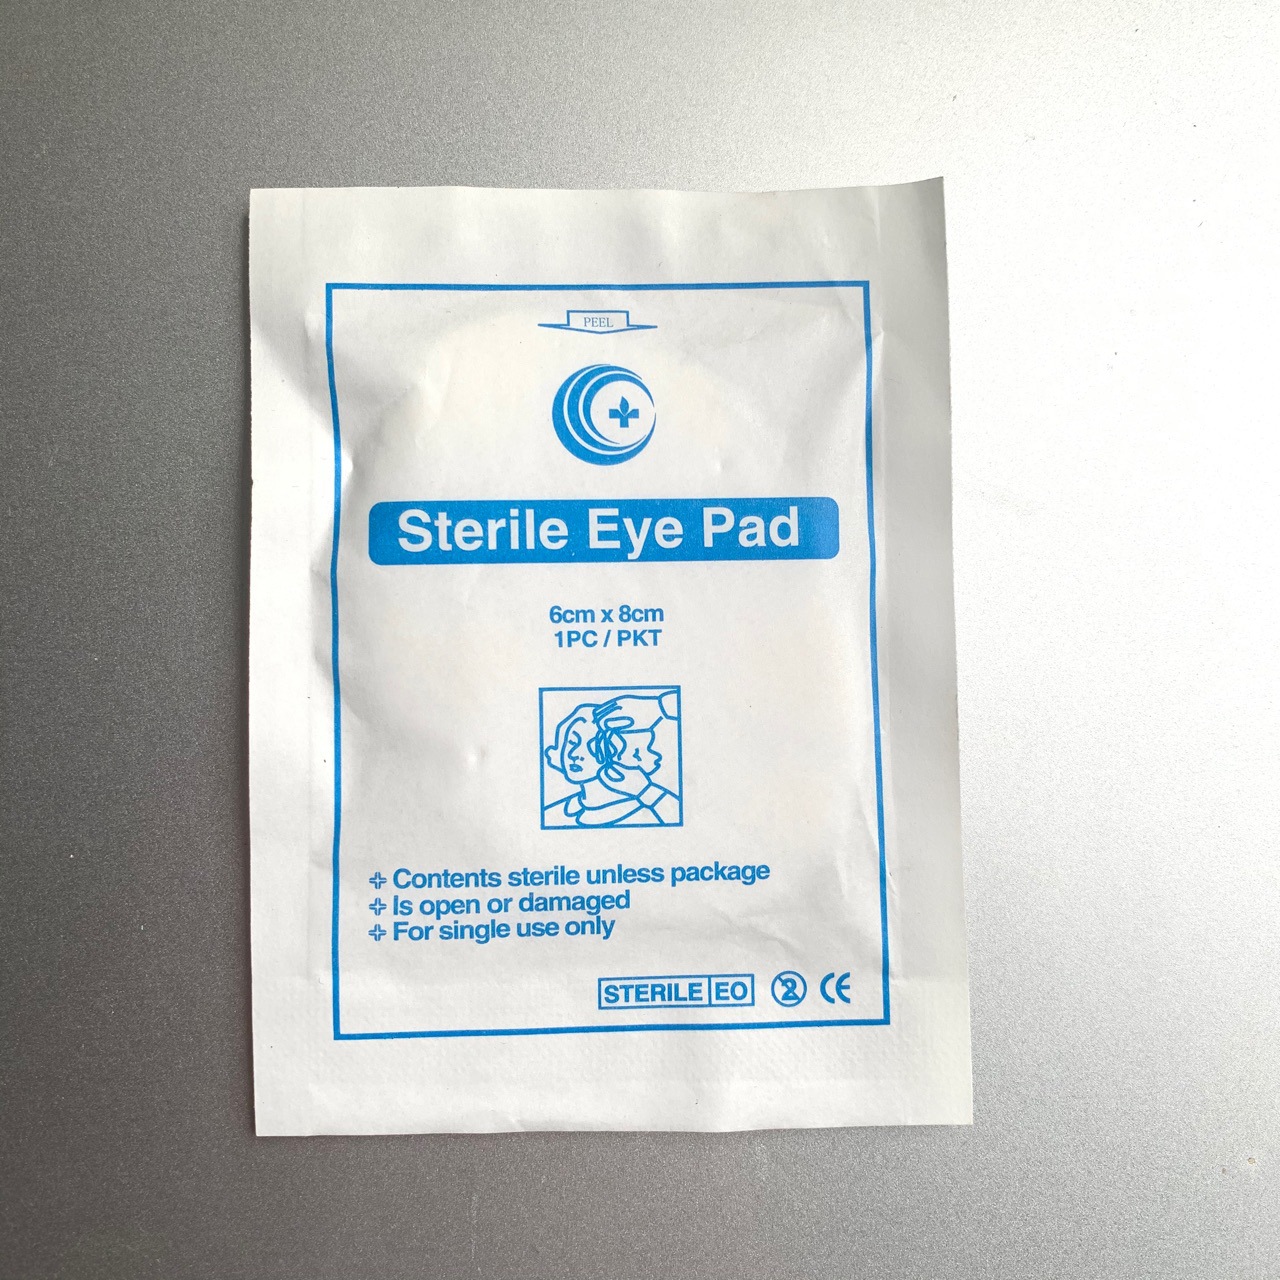 PEEL
Sterile Eye Pad
6cm x 8cm
1PC / PKT
Contents sterile unless package
Is open or damaged
For single use only
STERILE EO 2 CE